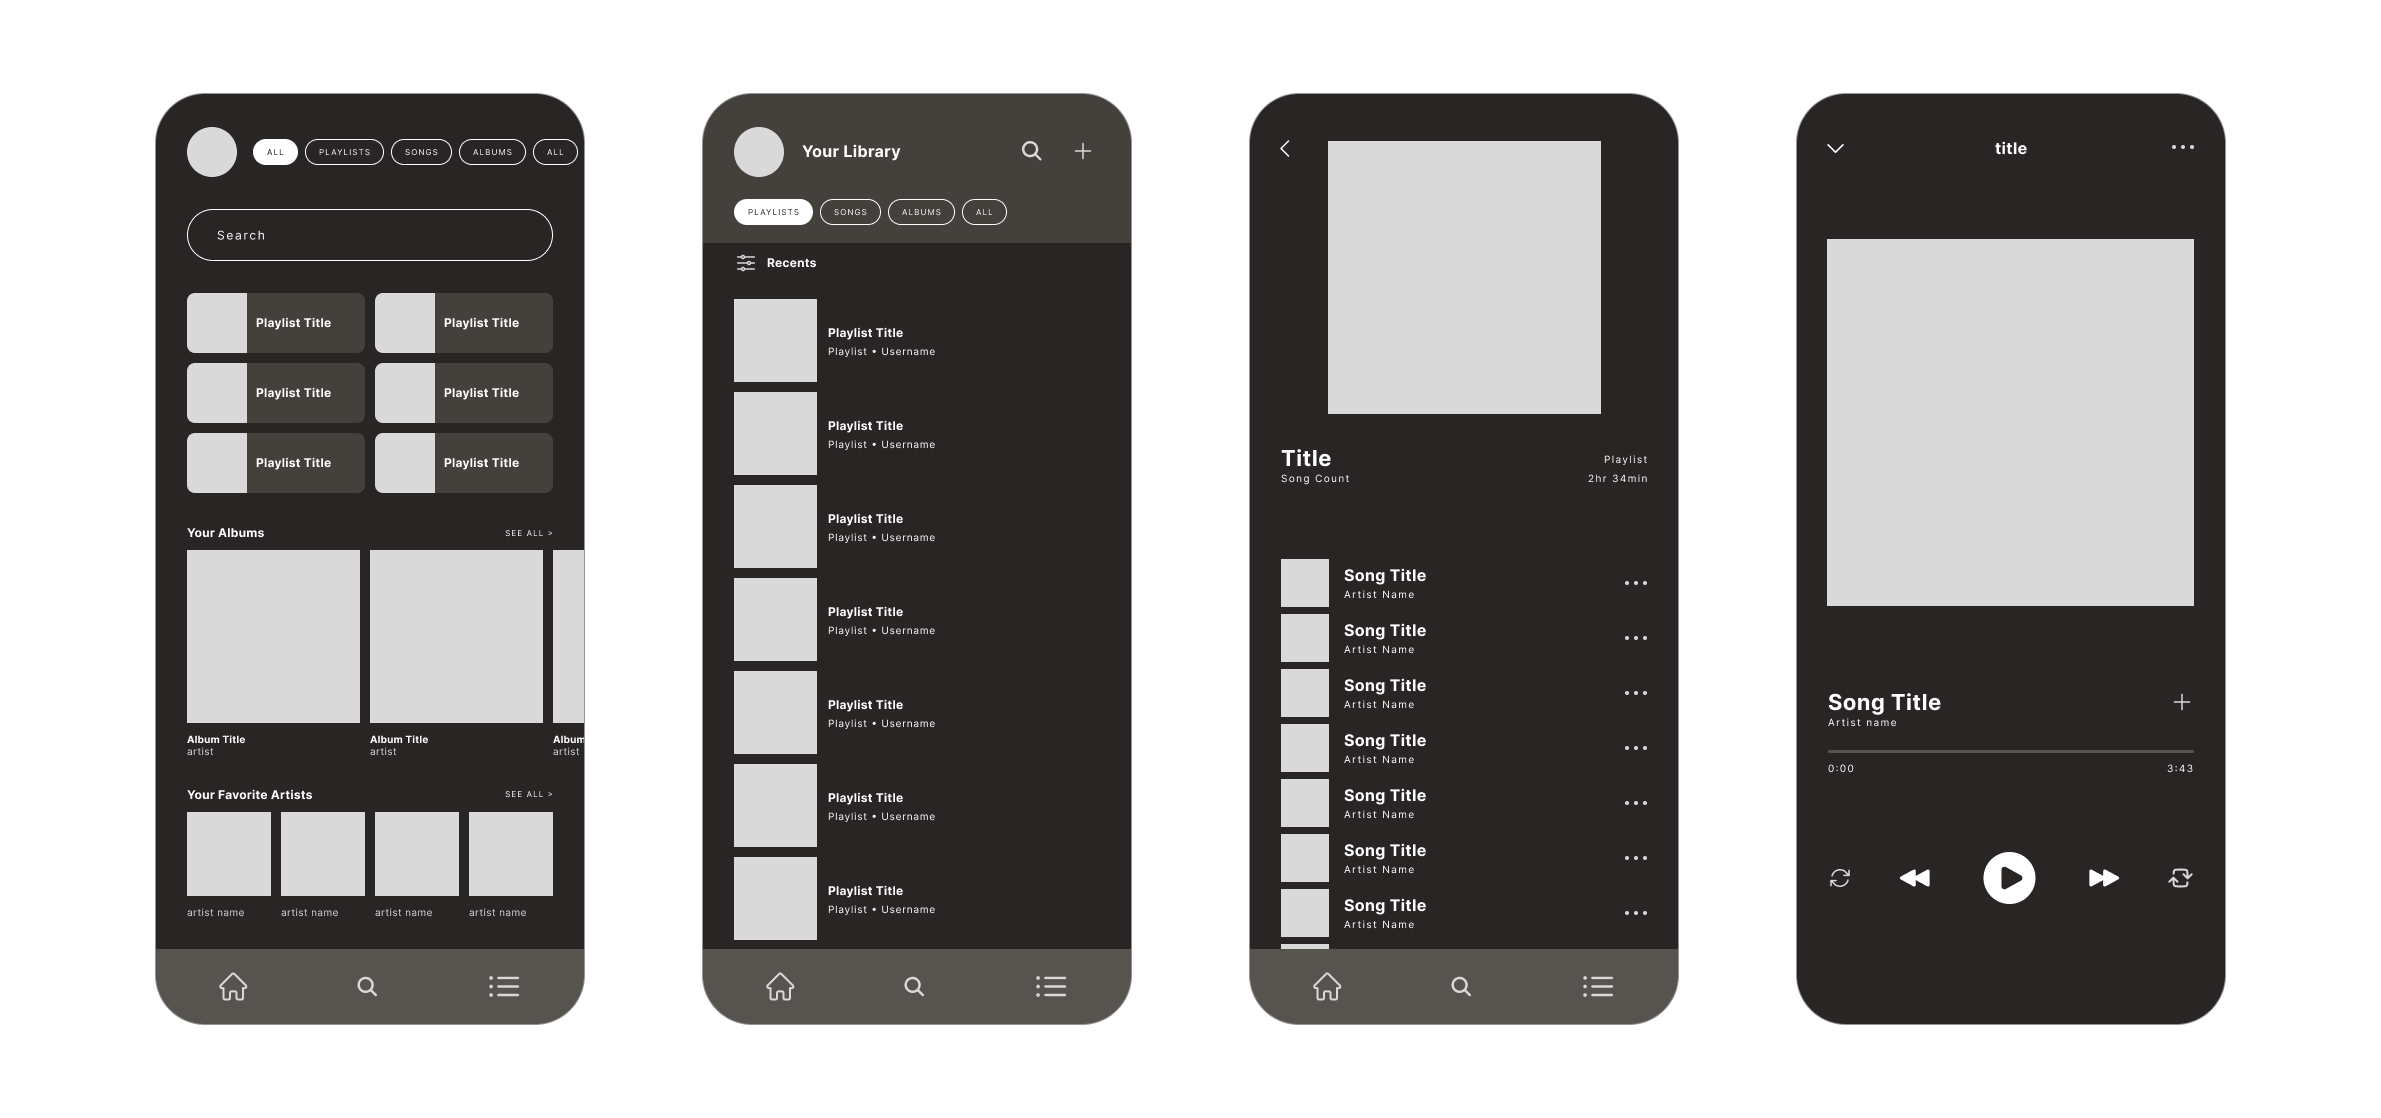 ALL PLAYLISTS SONGS ALBUMS ALL
Search
Playlist Title Playlist Title
Playlist Title Playlist Title
Playlist Title Playlist Title
Your Albums SEE ALL >
Album Title Album Title Album
artist artist artist
Your Favorite Artists SEE ALL >
artist name artist name artist name artist name
Your Library
PLAYLISTS SONGS ALBUMS ALL
Recents
Playlist Title
Playlist • Username
Playlist Title
Playlist • Username
Playlist Title
Playlist • Username
Playlist Title
Playlist • Username
Playlist Title
Playlist • Username
Playlist Title
Playlist • Username
Playlist Title
Playlist • Username
Title Playlist
Song Count 2hr 34min
Song Title
Artist Name
Song Title
Artist Name
Song Title
Artist Name
Song Title
Artist Name
Song Title
Artist Name
Song Title
Artist Name
Song Title
Artist Name
title
Song Title
Artist name
0:00 3:43